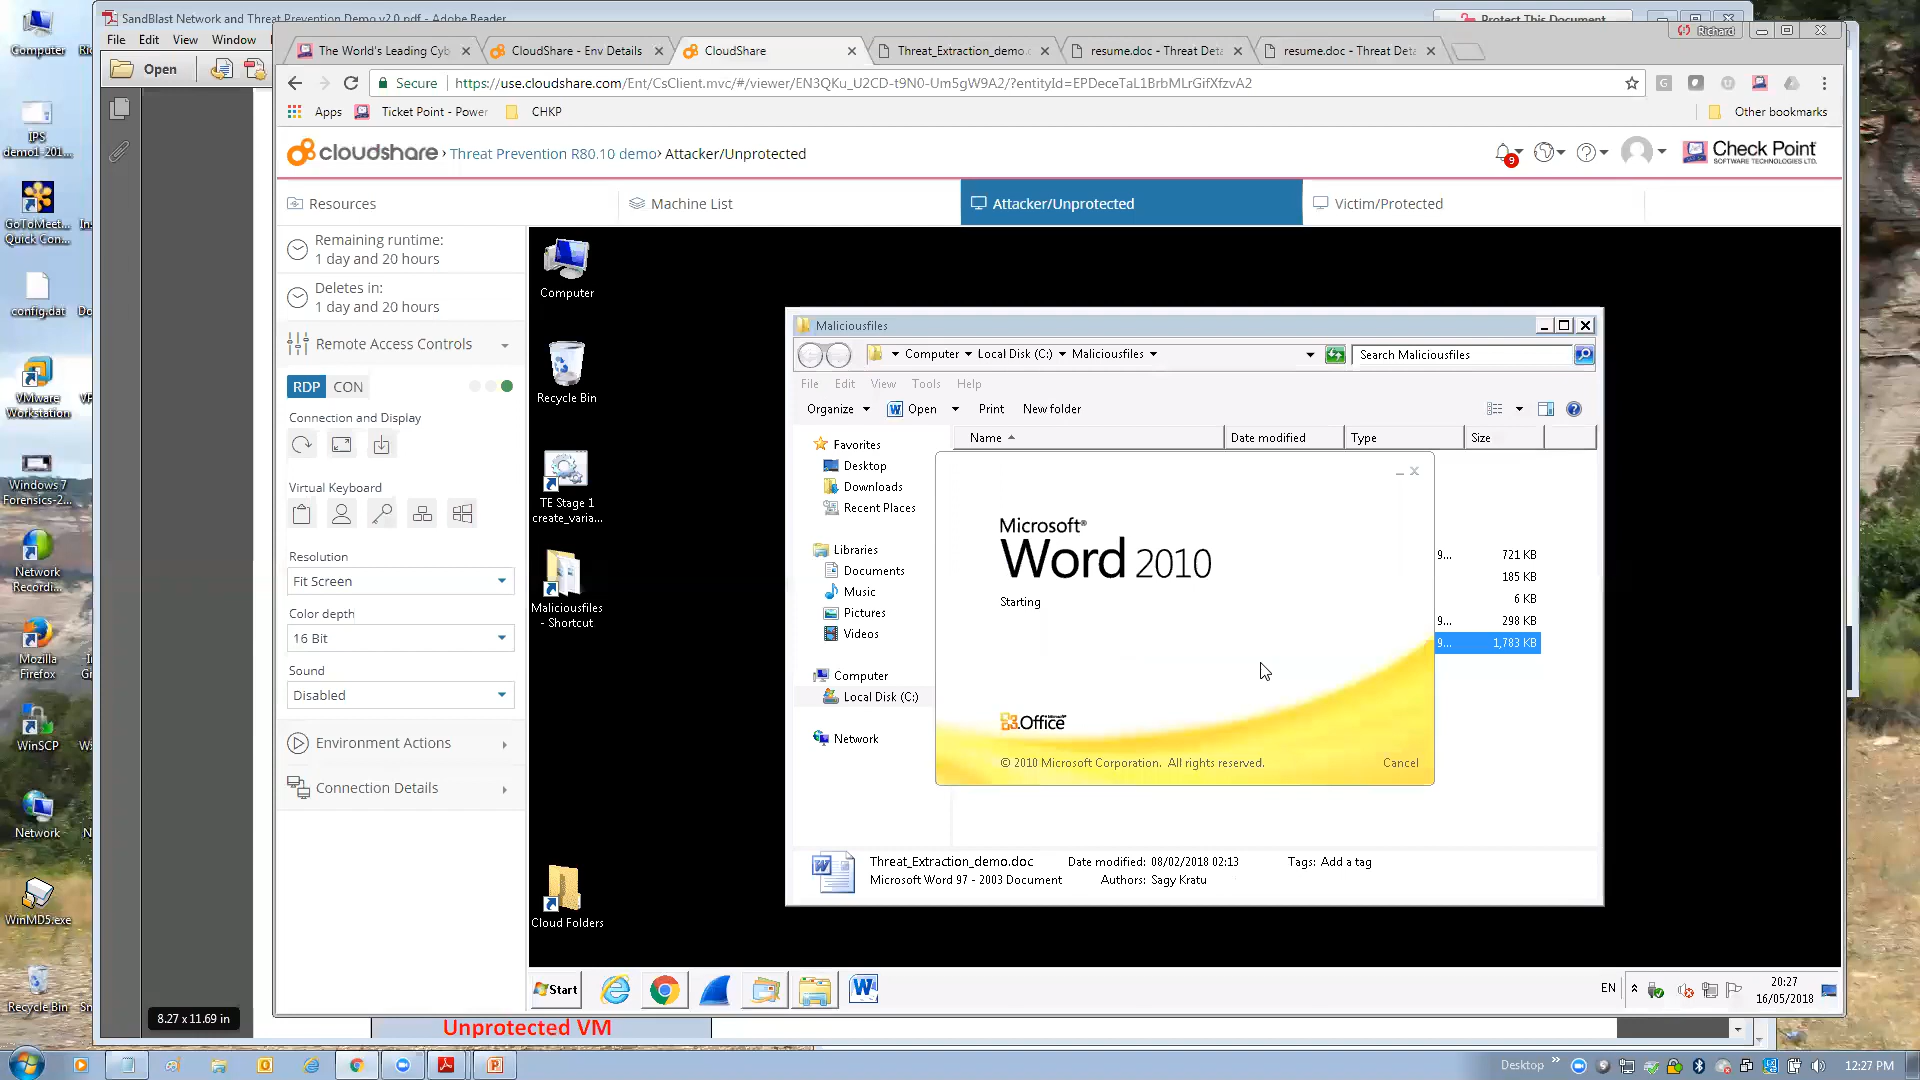 SandBlast Network and Threat Prevention Demo v2.0.pdf - Adobe Reader
Protect This Document
File Edit View Window
Open
The World's Leading Cyb
CloudShare - Env Details
CloudShare
Threat_Extraction_demo.
resume.doc - Threat Deta
resume.doc - Threat Deta
Richard
Secure
https://use.cloudshare.com/Ent/CsClient.mvc/#/viewer/EN3QKu_U2CD-t9N0-Um5gW9A2/?entityId=EPDeceTaL1BrbMLrGifXfzvA2
Apps
Ticket Point - Power
CHKP
Other bookmarks
cloudshare › Threat Prevention R80.10 demo › Attacker/Unprotected
9
Check Point
SOFTWARE TECHNOLOGIES LTD.
Resources
Machine List
Attacker/Unprotected
Victim/Protected
Remaining runtime:
1 day and 20 hours
Deletes in:
1 day and 20 hours
Remote Access Controls
RDP CON
Connection and Display
Virtual Keyboard
Resolution
Fit Screen
Color depth
16 Bit
Sound
Disabled
Environment Actions
Connection Details
Computer
Recycle Bin
TE Stage 1
create_varia...
Maliciousfiles
- Shortcut
Cloud Folders
Maliciousfiles
Computer Local Disk (C:) Maliciousfiles
Search Maliciousfiles
File Edit View Tools Help
Organize Open Print New folder
Name Date modified Type Size
Favorites
Desktop
Downloads
Recent Places
Libraries
Documents
Music
Pictures
Videos
Computer
Local Disk (C:)
Network
9... 721 KB
185 KB
6 KB
9... 298 KB
9... 1,783 KB
Microsoft®
Word 2010
Starting
Office
© 2010 Microsoft Corporation. All rights reserved.
Cancel
Threat_Extraction_demo.doc Date modified: 08/02/2018 02:13 Tags: Add a tag
Microsoft Word 97 - 2003 Document Authors: Sagy Kratu
Start
EN
20:27
16/05/2018
8.27 x 11.69 in
Unprotected VM
Computer
IPS
demo1-201...
GoToMeet...
Quick Con...
config.dat
VMware
Workstation
Windows 7
Forensics-2...
Network
Recordi...
Mozilla
Firefox
WinSCP
Network
WinMD5.exe
Recycle Bin
Desktop
12:27 PM